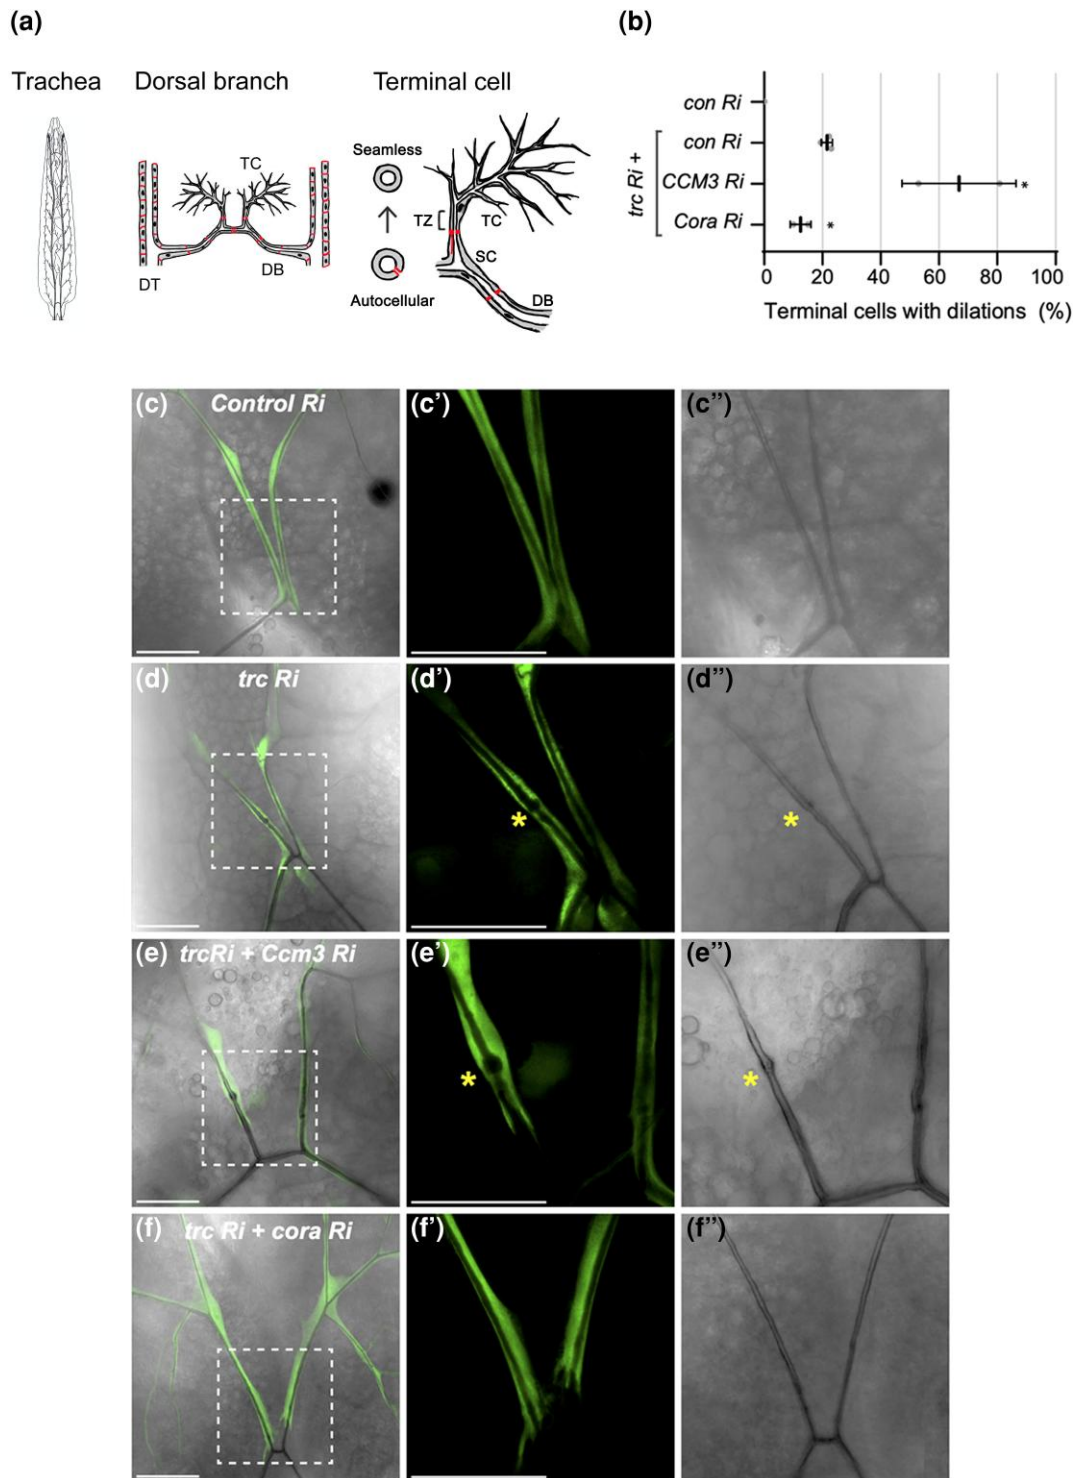 (a)
Trachea
Dorsal branch
Terminal cell
TC
DT
DB
Seamless
TZ
TC
SC
Autocellular
DB
(b)
con Ri
trc Ri +
con Ri
CCM3 Ri
*
Cora Ri
*
0 20 40 60 80 100
Terminal cells with dilations (%)
(c) Control Ri
(c’)
(c”)
(d) trc Ri
(d’)
*
(d”)
*
(e) trcRi + Ccm3 Ri
(e’)
*
(e”)
*
(f) trc Ri + cora Ri
(f’)
(f”)